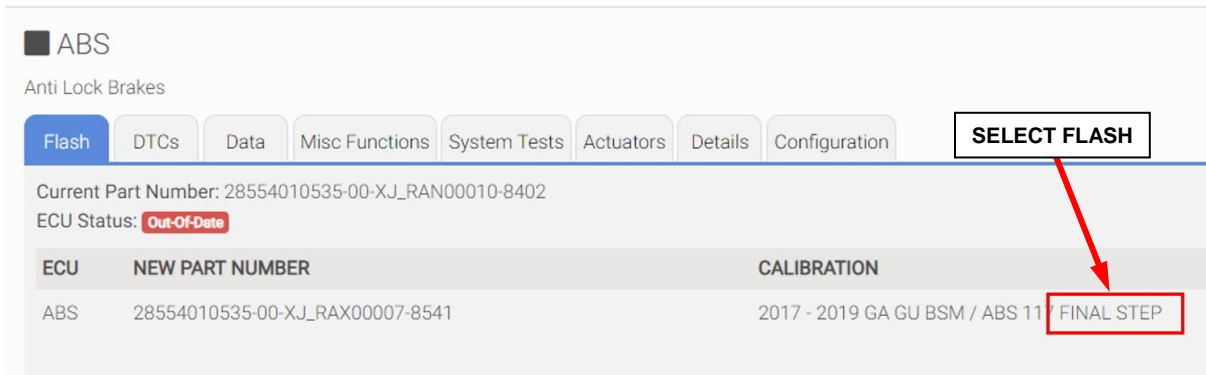 ABS
Anti Lock Brakes
Flash DTCs Data Misc Functions System Tests Actuators Details Configuration
SELECT FLASH
Current Part Number: 28554010535-00-XJ_RAN00010-8402
ECU Status: Out-Of-Date
ECU NEW PART NUMBER CALIBRATION
ABS 28554010535-00-XJ_RAX00007-8541 2017 - 2019 GA GU BSM / ABS 117 FINAL STEP